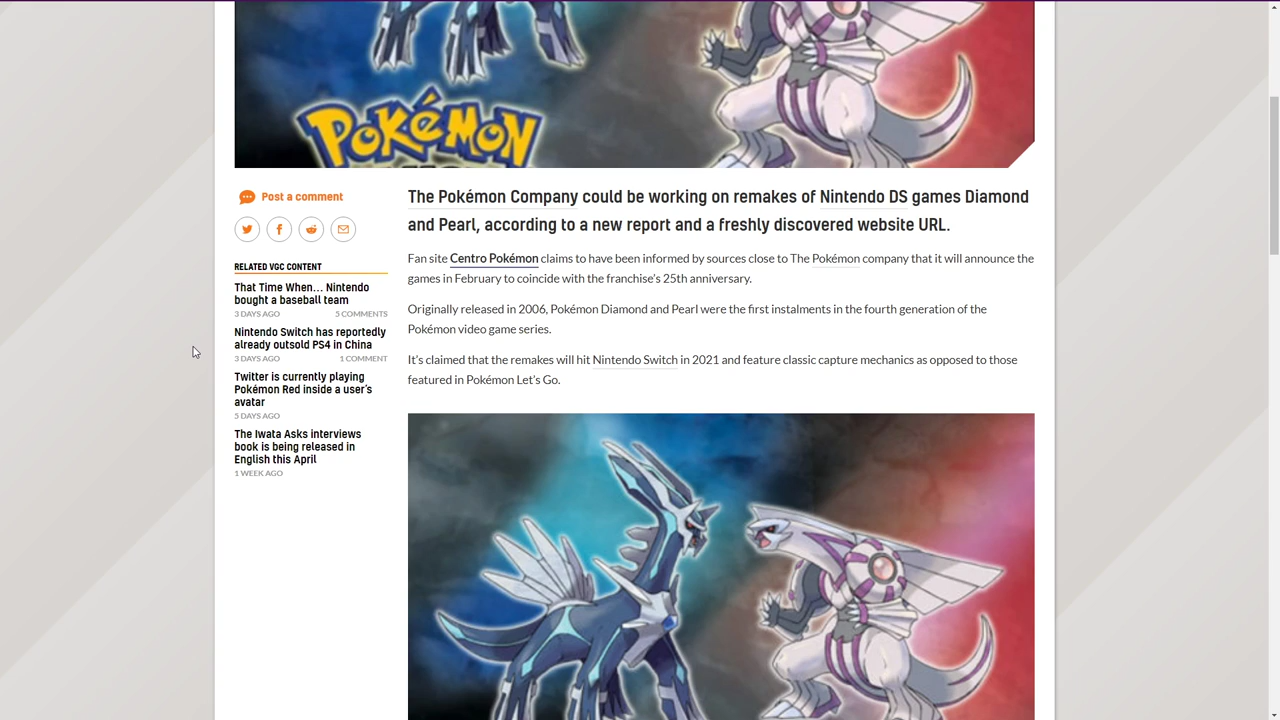 POKéMON
Post a comment
RELATED VGC CONTENT
That Time When… Nintendo
bought a baseball team
3 DAYS AGO 5 COMMENTS
Nintendo Switch has reportedly
already outsold PS4 in China
3 DAYS AGO 1 COMMENT
Twitter is currently playing
Pokémon Red inside a user’s
avatar
5 DAYS AGO
The Iwata Asks interviews
book is being released in
English this April
1 WEEK AGO
The Pokémon Company could be working on remakes of Nintendo DS games Diamond
and Pearl, according to a new report and a freshly discovered website URL.
Fan site Centro Pokémon claims to have been informed by sources close to The Pokémon company that it will announce the
games in February to coincide with the franchise’s 25th anniversary.
Originally released in 2006, Pokémon Diamond and Pearl were the first instalments in the fourth generation of the
Pokémon video game series.
It’s claimed that the remakes will hit Nintendo Switch in 2021 and feature classic capture mechanics as opposed to those
featured in Pokémon Let’s Go.